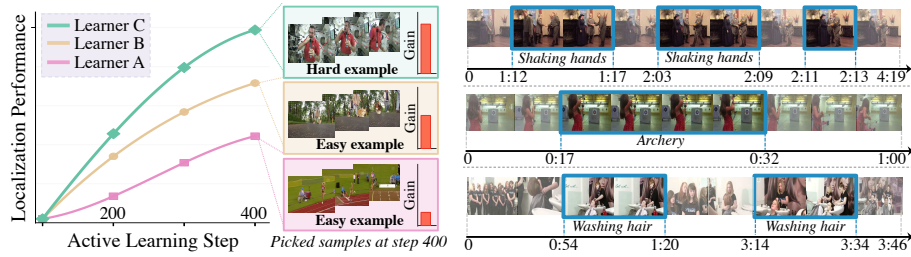 Learner C
Learner B
Learner A
Localization Performance
200
400
Active Learning Step
Hard example
Gain
Easy example
Gain
Easy example
Gain
Picked samples at step 400
Shaking hands
Shaking hands
0
1:12
1:17
2:03
2:09
2:11
2:13
4:19
Archery
0
0:17
0:32
1:00
Washing hair
Washing hair
0
0:54
1:20
3:14
3:34
3:46